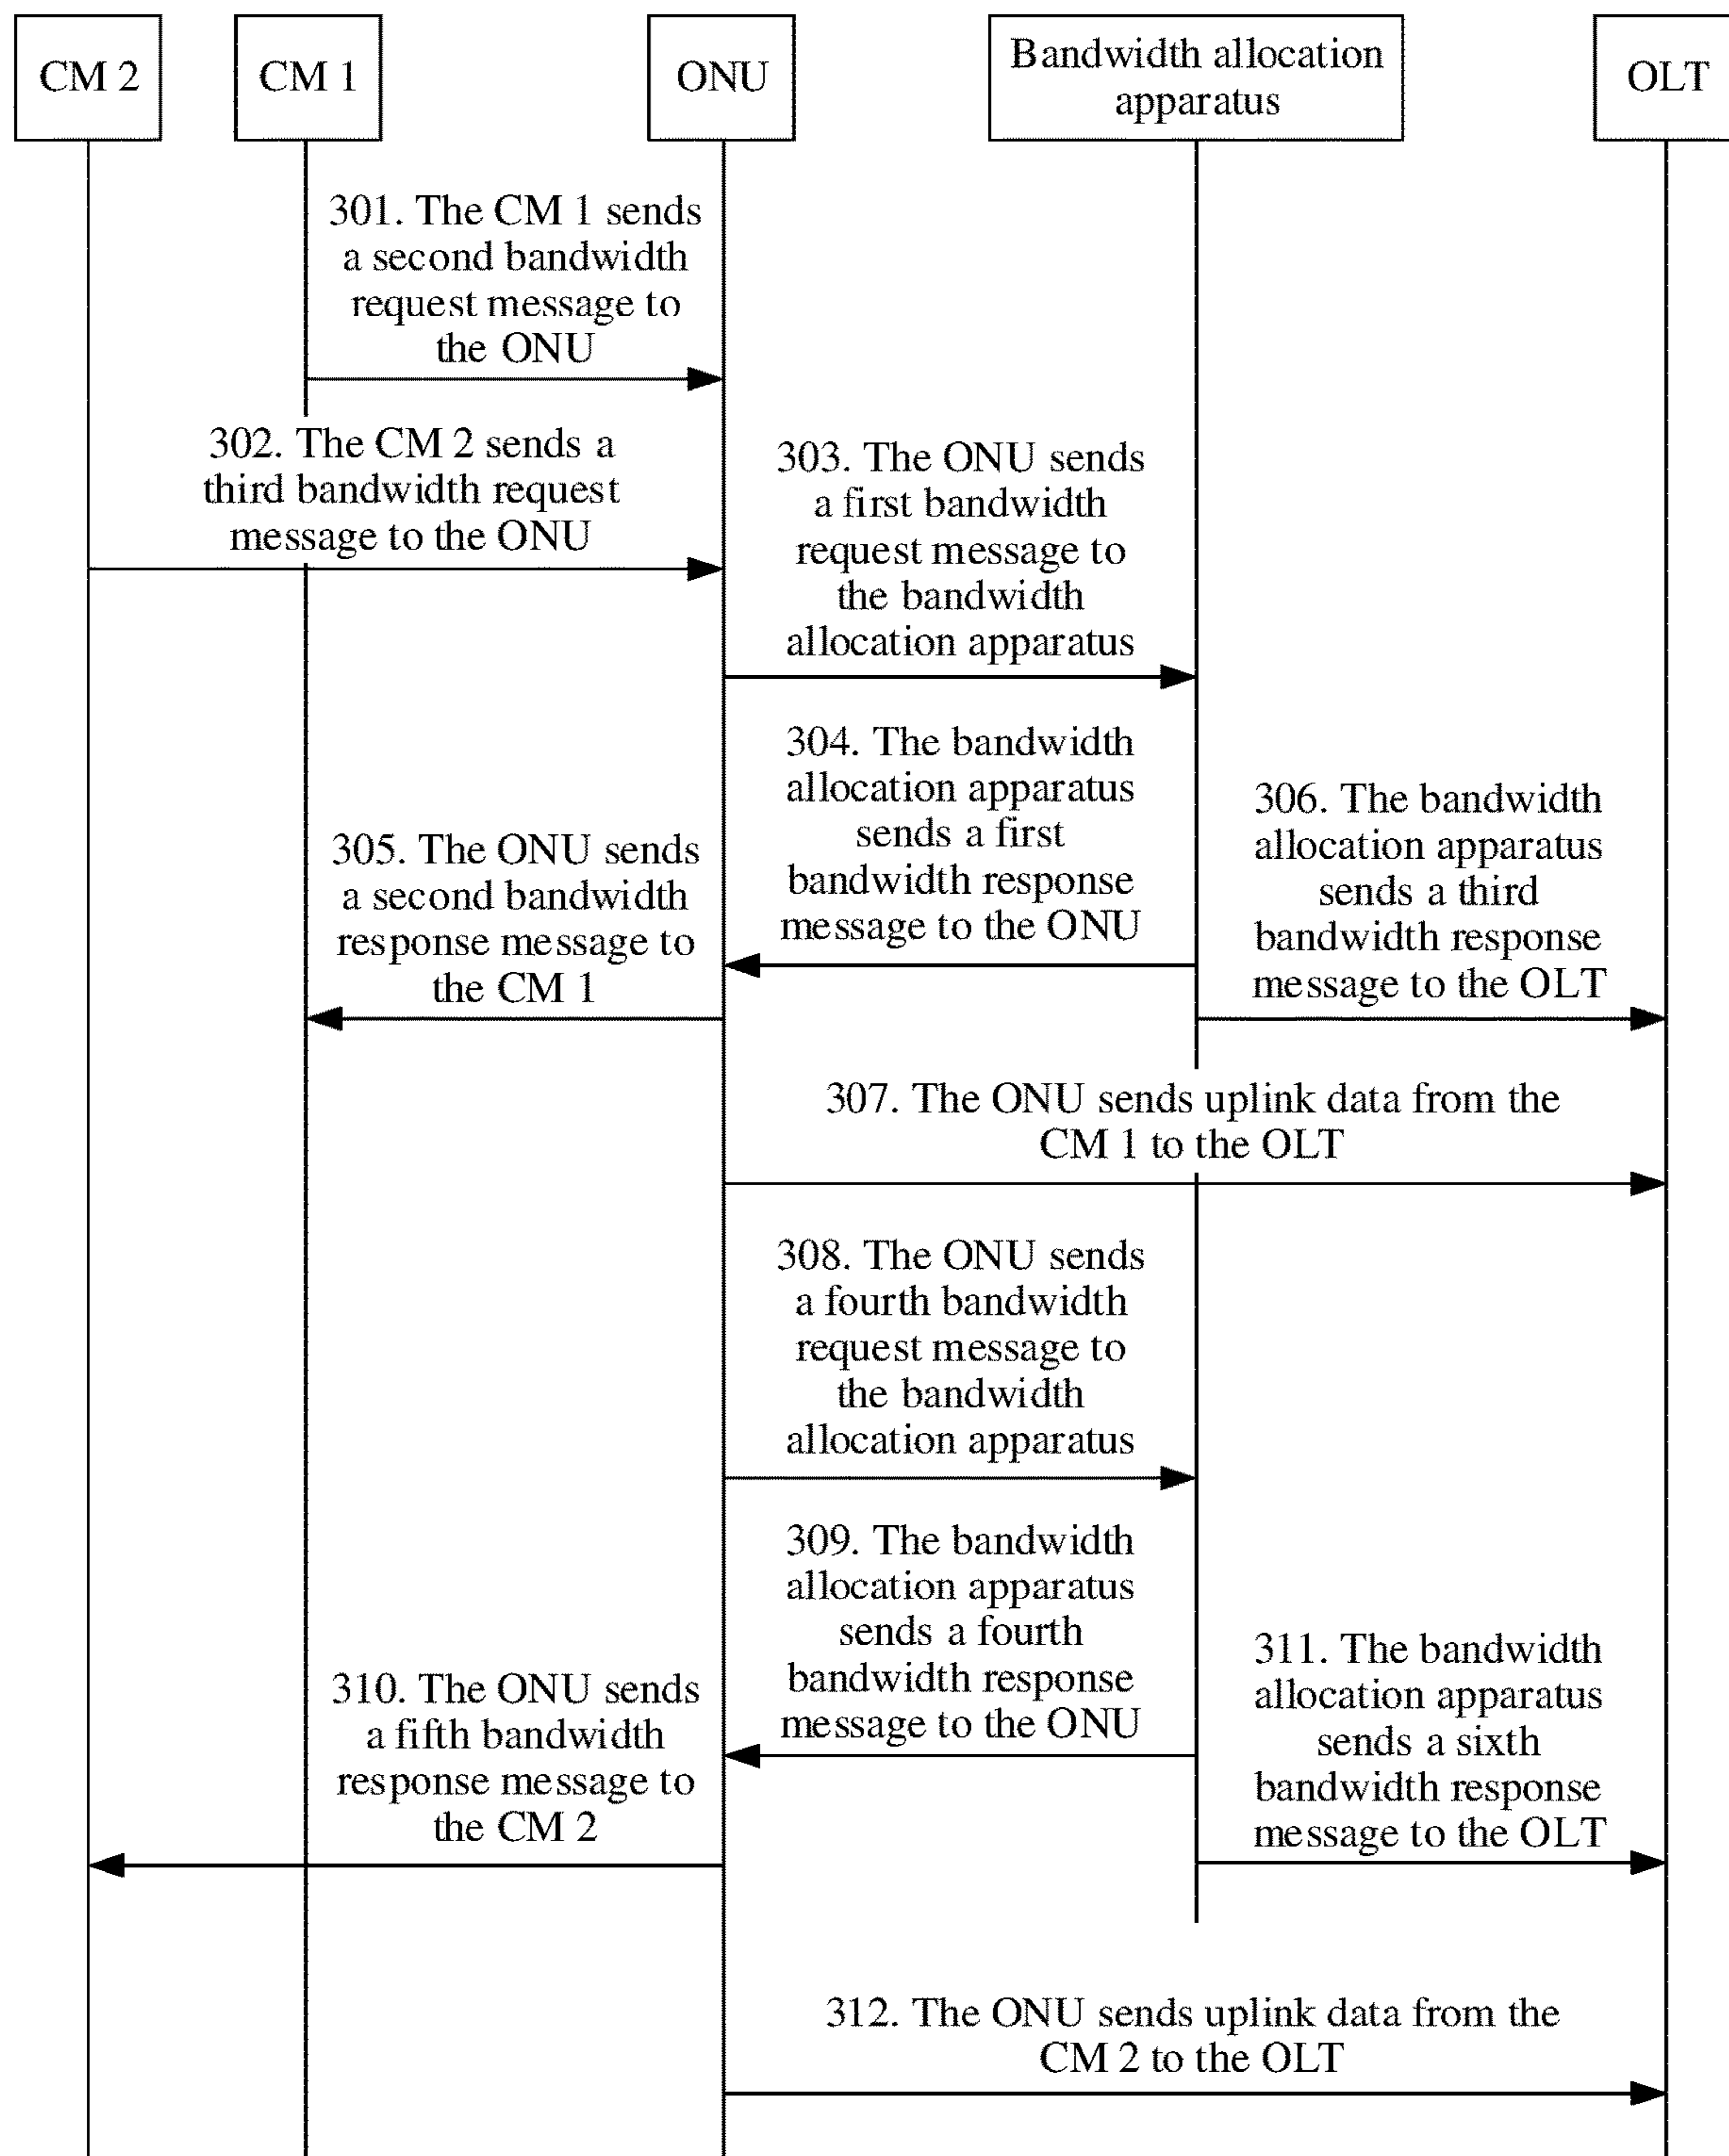 CM 2
CM 1
ONU
Bandwidth allocation
apparatus
OLT
301. The CM 1 sends
a second bandwidth
request message to
the ONU
302. The CM 2 sends a
third bandwidth request
message to the ONU
303. The ONU sends
a first bandwidth
request message to
the bandwidth
allocation apparatus
304. The bandwidth
allocation apparatus
sends a first
bandwidth response
message to the ONU
305. The ONU sends
a second bandwidth
response message to
the CM 1
306. The bandwidth
allocation apparatus
sends a third
bandwidth response
message to the OLT
307. The ONU sends uplink data from the
CM 1 to the OLT
308. The ONU sends
a fourth bandwidth
request message to
the bandwidth
allocation apparatus
309. The bandwidth
allocation apparatus
sends a fourth
bandwidth response
message to the ONU
310. The ONU sends
a fifth bandwidth
response message to
the CM 2
311. The bandwidth
allocation apparatus
sends a sixth
bandwidth response
message to the OLT
312. The ONU sends uplink data from the
CM 2 to the OLT